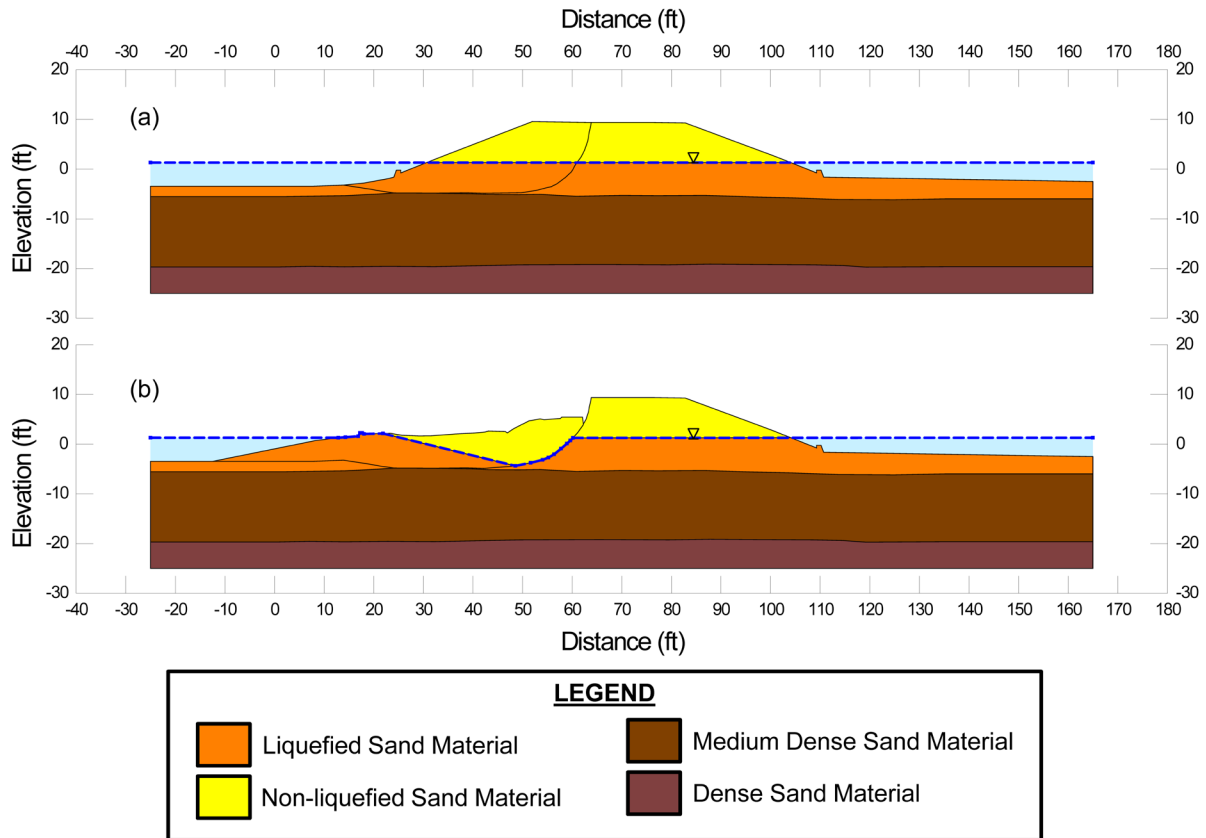 Distance (ft)
-40 -30 -20 -10 0 10 20 30 40 50 60 70 80 90 100 110 120 130 140 150 160 170 180
20 20
10 10
0 0
-10 -10
-20 -20
-30 -30
Elevation (ft)
(a)
Elevation (ft)
20 20
10 10
0 0
-10 -10
-20 -20
-30 -30
Elevation (ft)
(b)
Elevation (ft)
-40 -30 -20 -10 0 10 20 30 40 50 60 70 80 90 100 110 120 130 140 150 160 170 180
Distance (ft)
LEGEND
Liquefied Sand Material
Medium Dense Sand Material
Non-liquefied Sand Material
Dense Sand Material